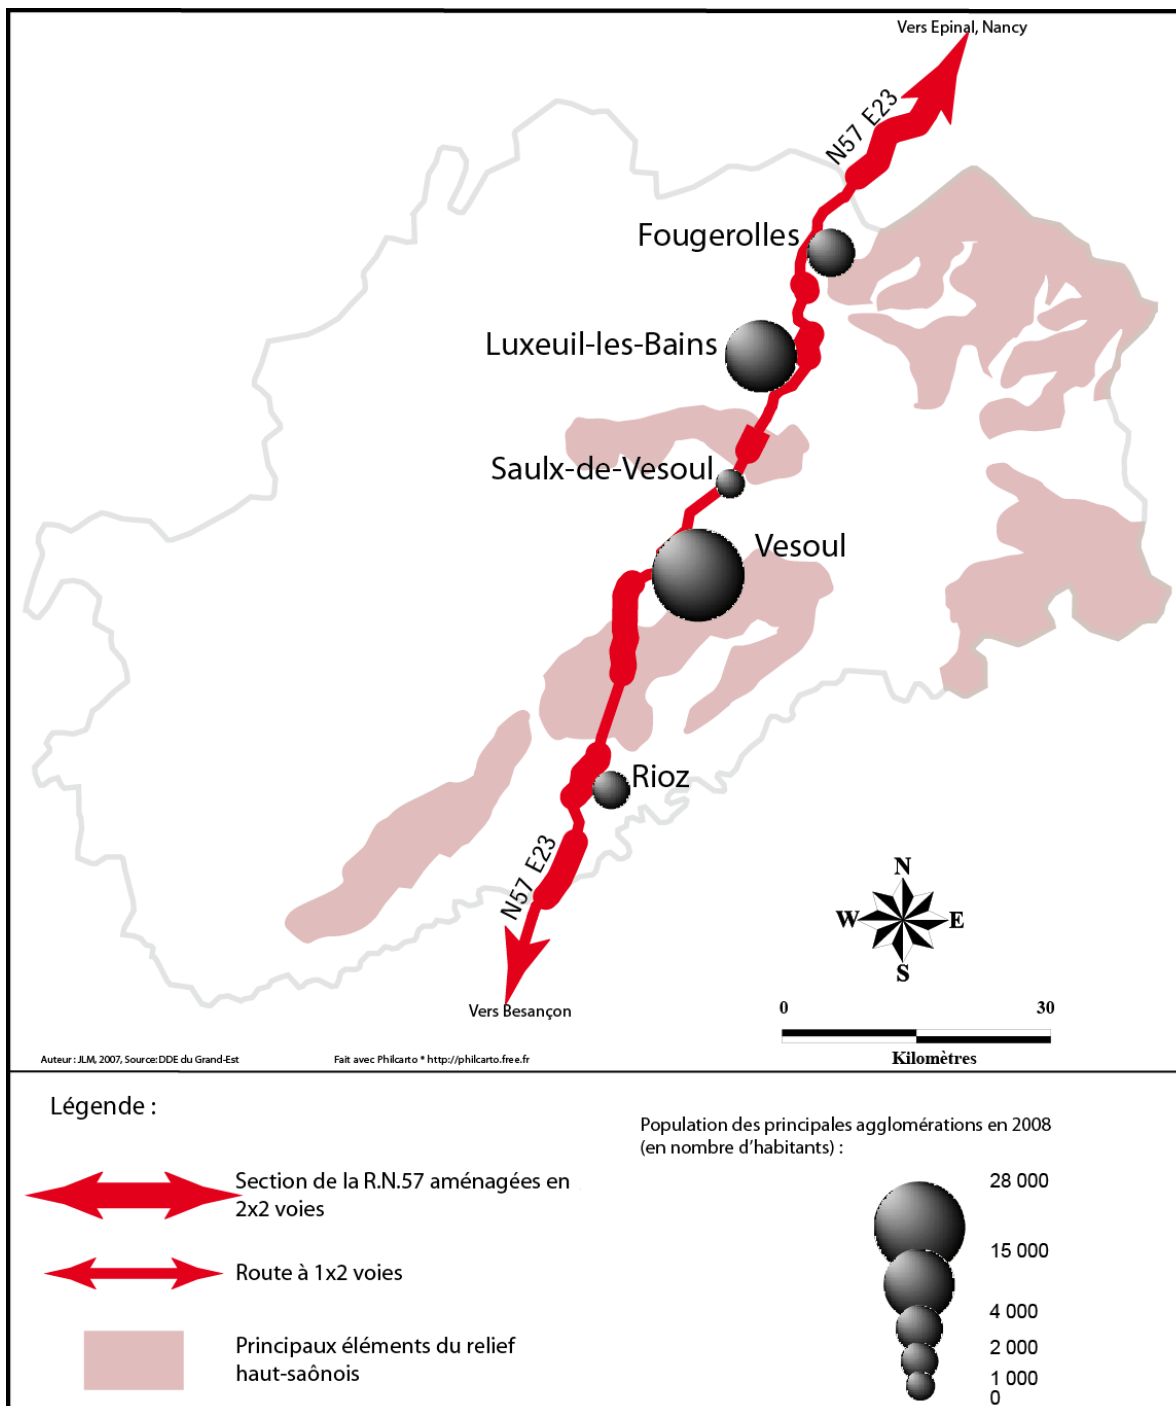 Vers Epinal, Nancy
N57 E23
Fougerolles
Luxeuil-les-Bains
Saulx-de-Vesoul
Vesoul
Rioz
N57 E23
N
W
E
S
Vers Besançon
0
30
Kilomètres
Auteur : JLM, 2007, Source: DDE du Grand-Est
Fait avec Philcarto * http://philcarto.free.fr
Légende :
Section de la R.N.57 aménagées en
2x2 voies
Route à 1x2 voies
Principaux éléments du relief
haut-saônois
Population des principales agglomérations en 2008
(en nombre d'habitants) :
28 000
15 000
4 000
2 000
1 000
0